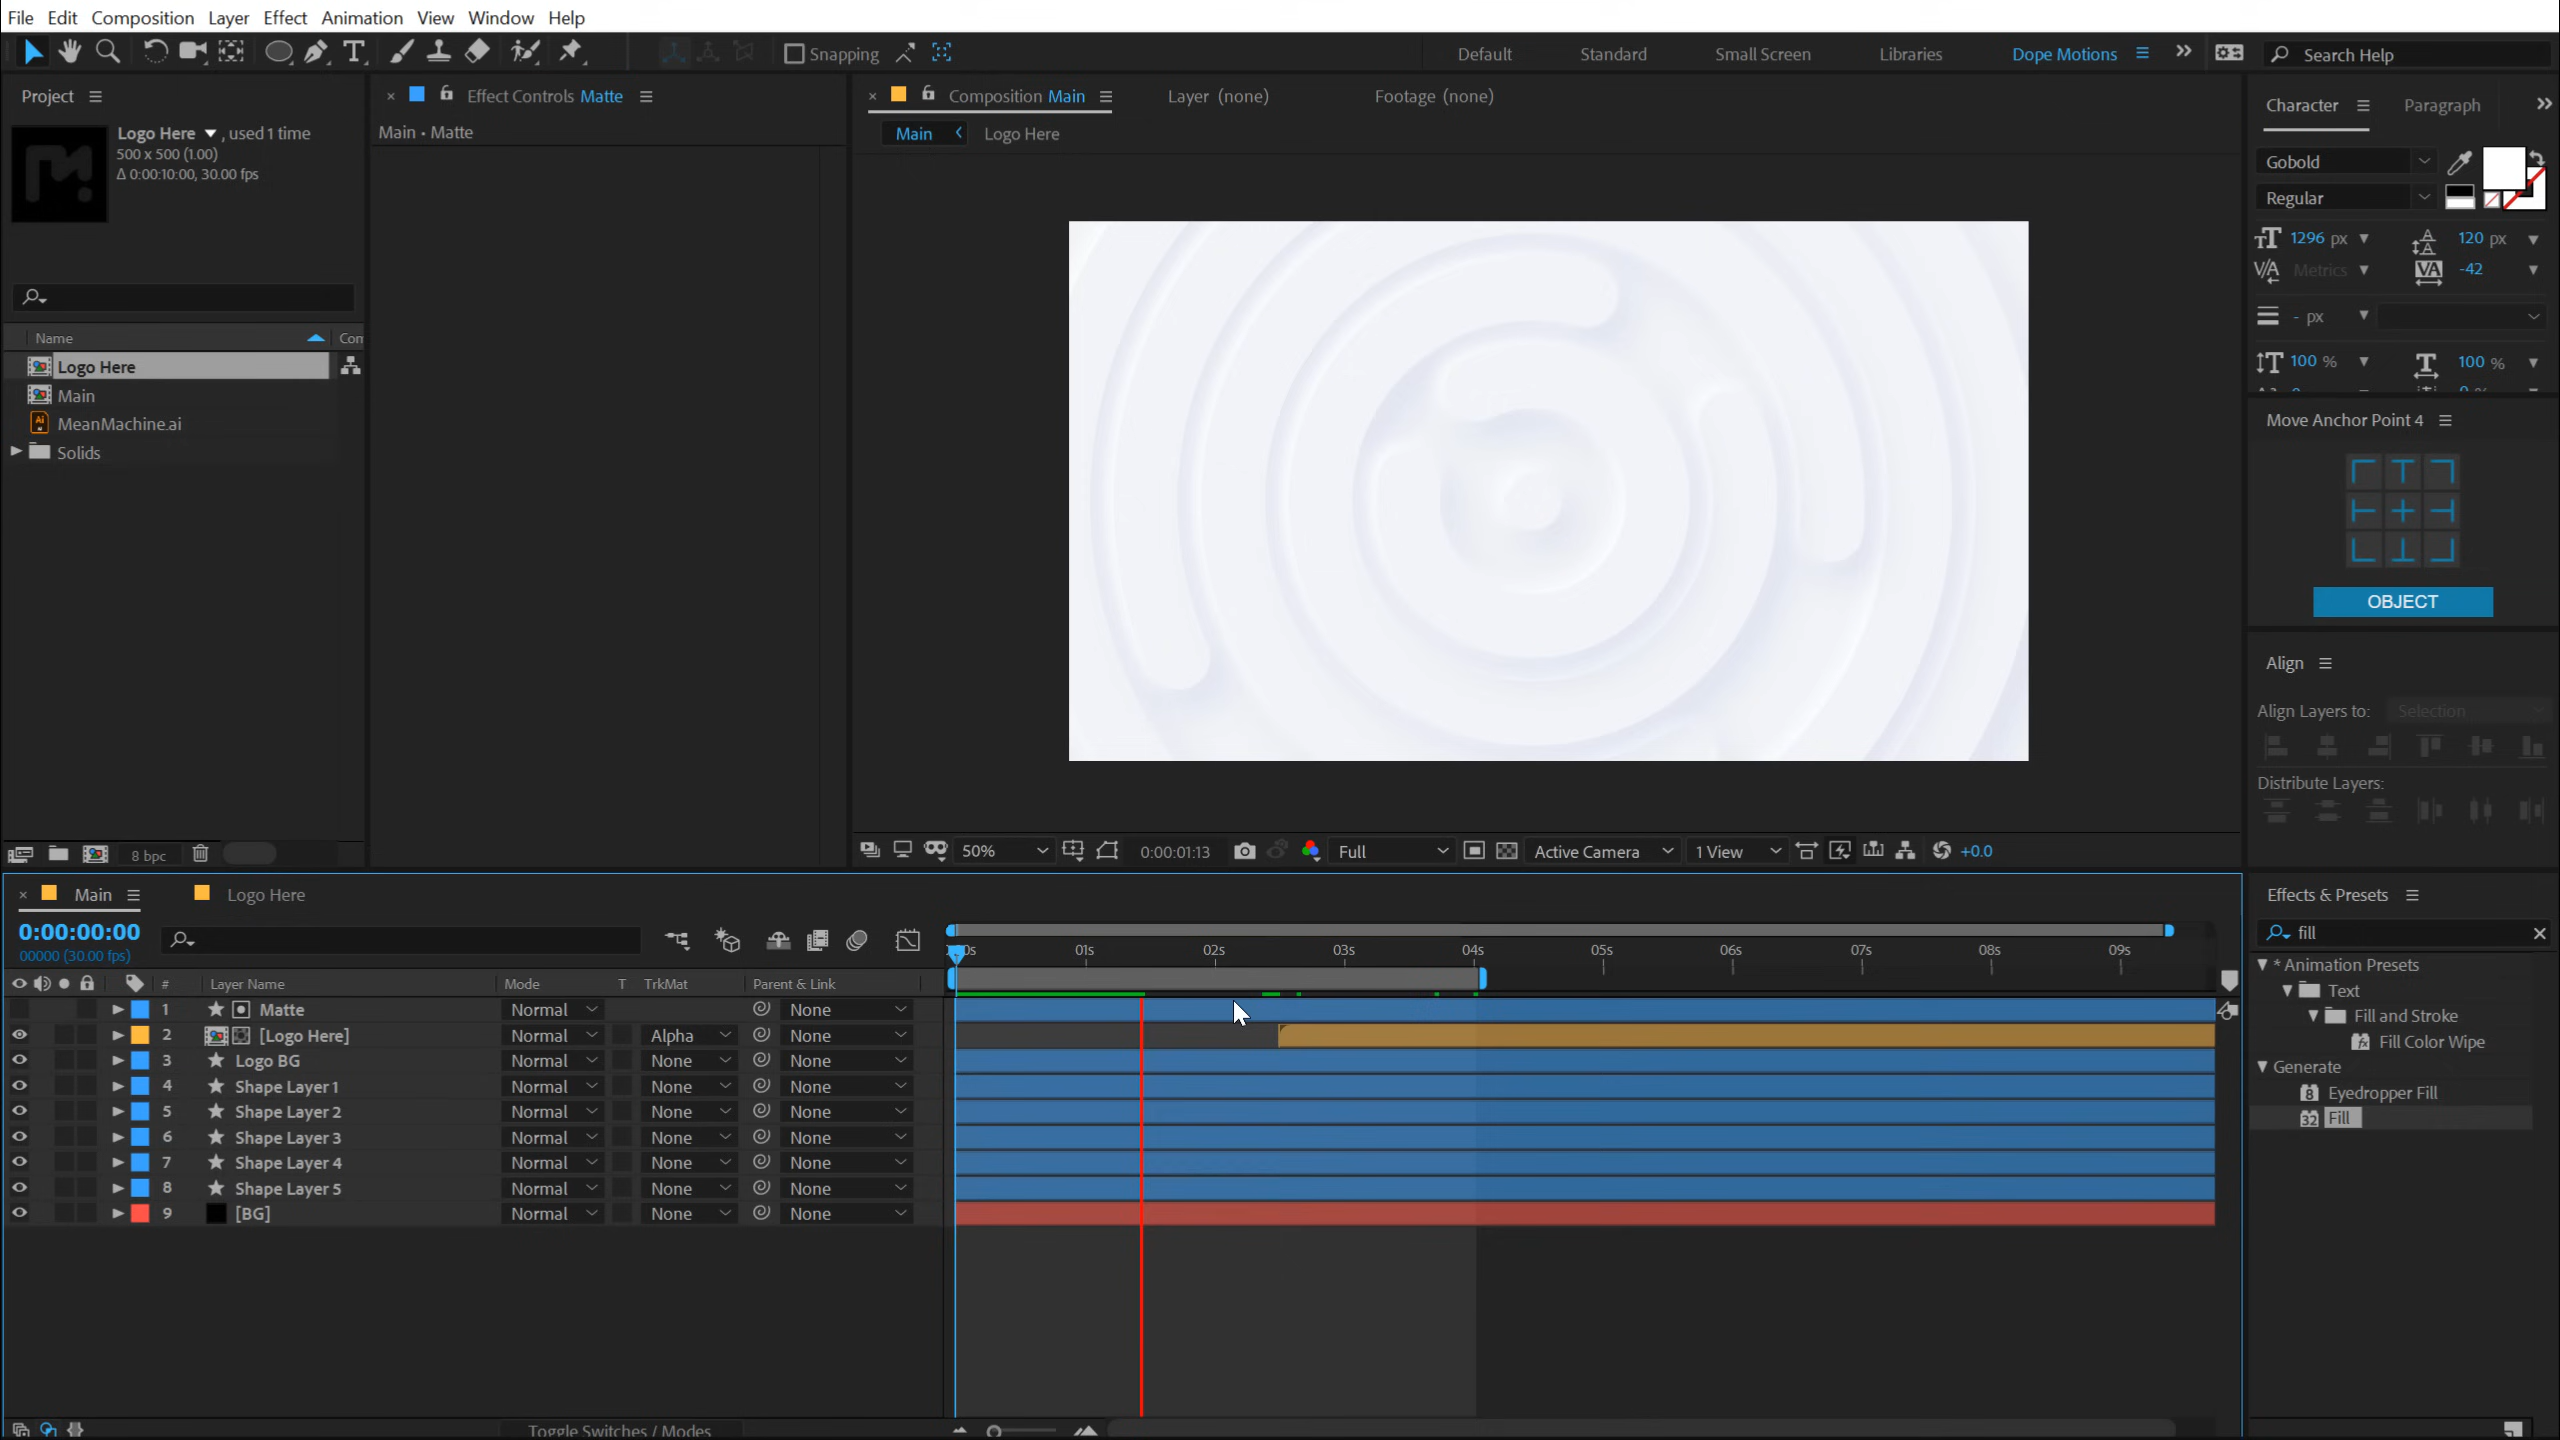 File Edit Composition Layer Effect Animation View Window Help
Snapping Default Standard Small Screen Libraries Dope Motions Search Help
Project Effect Controls Matte Composition Main Layer (none) Footage (none) Character Paragraph
Logo Here , used 1 time
500 x 500 (1.00)
Δ 0:00:10:00, 30.00 fps
Main • Matte
Main Logo Here
Gobold
Regular
1296 px 120 px
Metrics -42
- px
100 % 100 %
Name Com
Logo Here
Main
MeanMachine.ai
Solids
Move Anchor Point 4
OBJECT
Align
Align Layers to: Selection
Distribute Layers:
8 bpc
50% 0:00:01:13 Full Active Camera 1 View +0.0
Main Logo Here
0:00:00:00
00000 (30.00 fps)
01s 02s 03s 04s 05s 06s 07s 08s 09s
# Layer Name Mode T TrkMat Parent & Link
1 Matte Normal None
2 [Logo Here] Normal Alpha None
3 Logo BG Normal None None
4 Shape Layer 1 Normal None None
5 Shape Layer 2 Normal None None
6 Shape Layer 3 Normal None None
7 Shape Layer 4 Normal None None
8 Shape Layer 5 Normal None None
9 [BG] Normal None None
Toggle Switches / Modes
Effects & Presets
fill
* Animation Presets
Text
Fill and Stroke
Fill Color Wipe
Generate
Eyedropper Fill
Fill